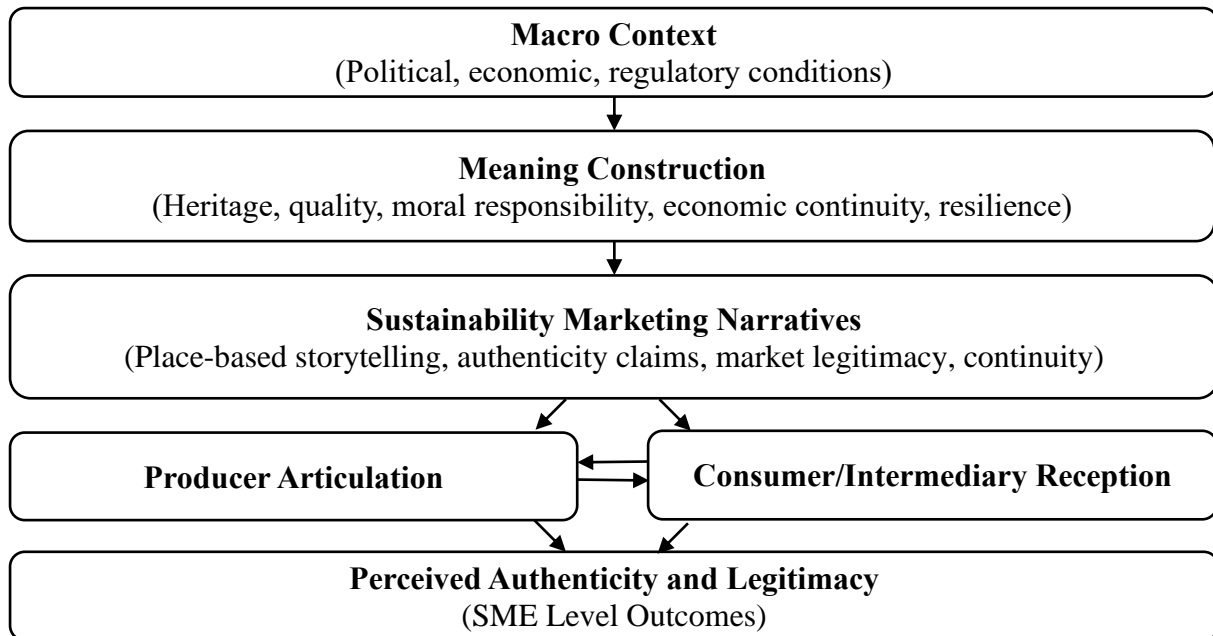 Macro Context
(Political, economic, regulatory conditions)
Meaning Construction
(Heritage, quality, moral responsibility, economic continuity, resilience)
Sustainability Marketing Narratives
(Place-based storytelling, authenticity claims, market legitimacy, continuity)
Producer Articulation
Consumer/Intermediary Reception
Perceived Authenticity and Legitimacy
(SME Level Outcomes)